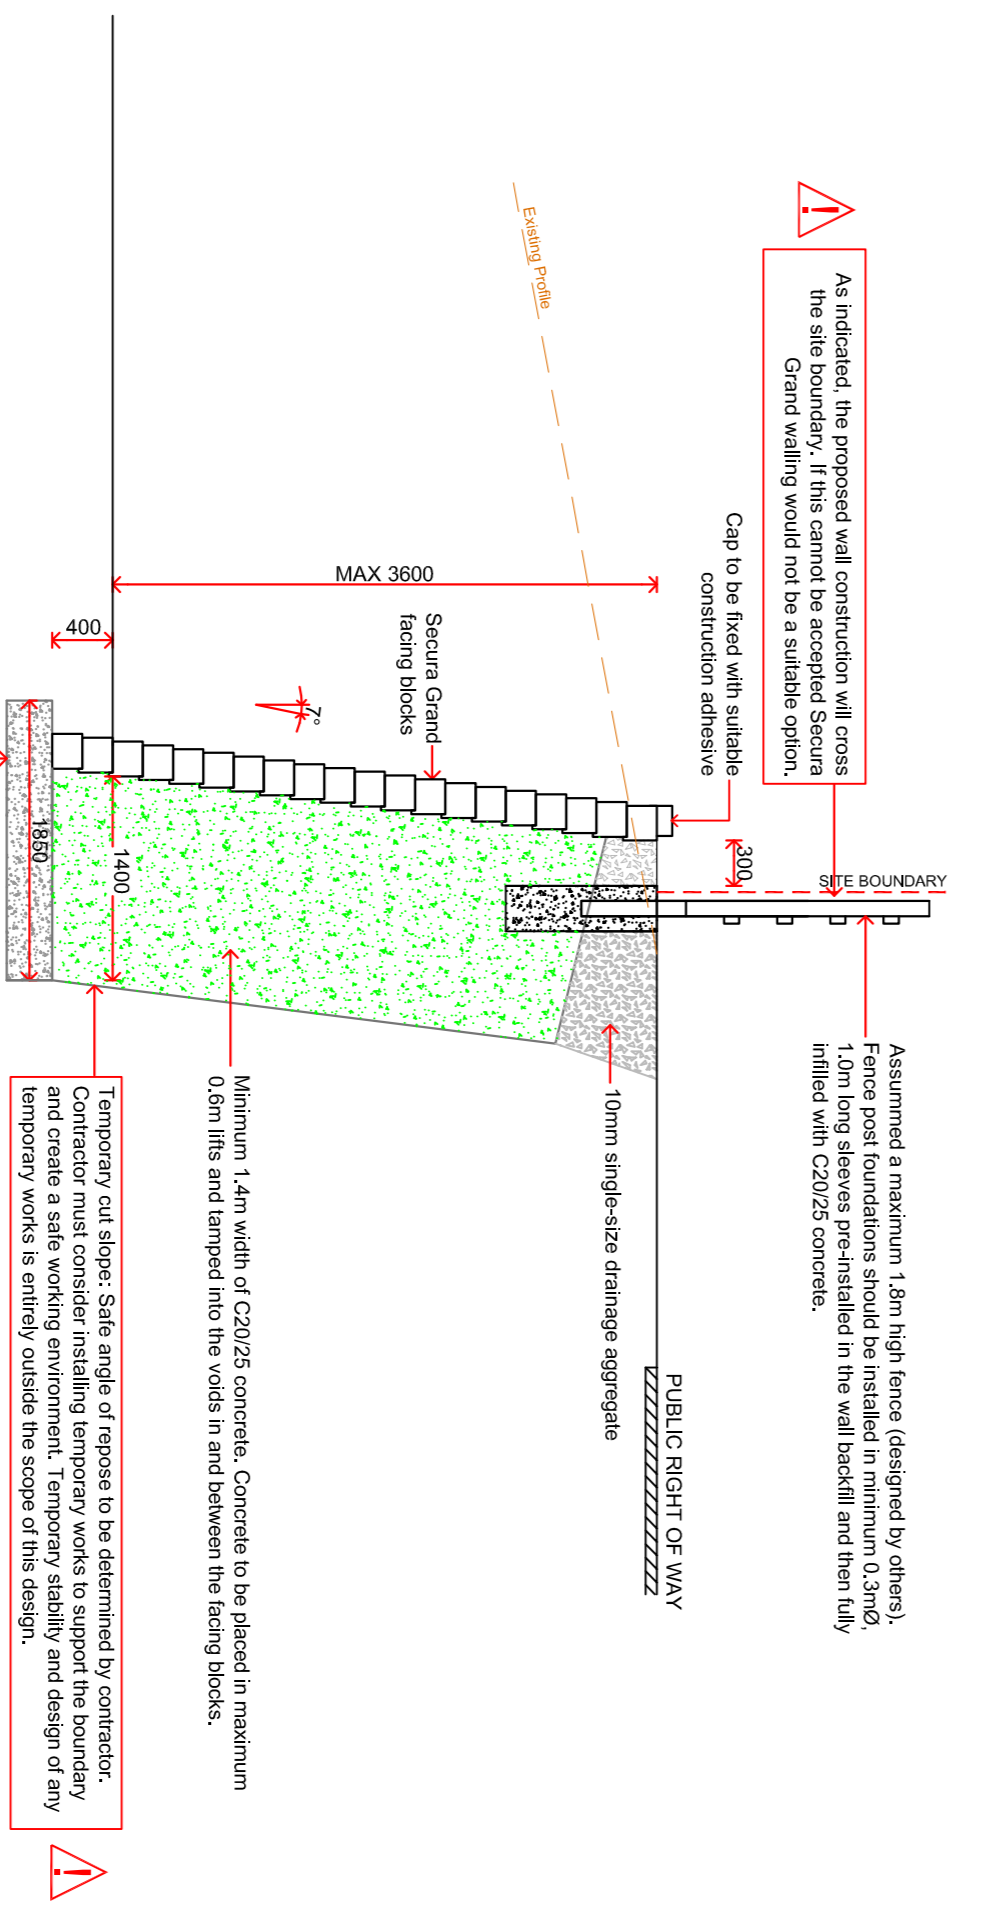 As indicated, the proposed wall construction will cross
the site boundary. If this cannot be accepted Secura
Grand walling would not be a suitable option.
Assummed a maximum 1.8m high fence (designed by others).
Fence post foundations should be installed in minimum 0.3mØ,
1.0m long sleeves pre-installed in the wall backfill and then fully
infilled with C20/25 concrete.
SITE BOUNDARY
Cap to be fixed with suitable
construction adhesive
300
PUBLIC RIGHT OF WAY
Existing Profile
10mm single-size drainage aggregate
MAX 3600
Secura Grand
facing blocks
7°
Minimum 1.4m width of C20/25 concrete. Concrete to be placed in maximum
0.6m lifts and tamped into the voids in and between the facing blocks.
400
1400
1850
Temporary cut slope: Safe angle of repose to be determined by contractor.
Contractor must consider installing temporary works to support the boundary
and create a safe working environment. Temporary stability and design of any
temporary works is entirely outside the scope of this design.